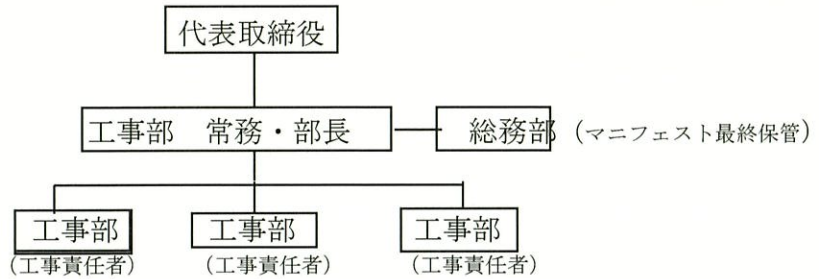 代表取締役
工事部　常務・部長　総務部（マニフェスト最終保管）
工事部　工事部　工事部
(工事責任者)　(工事責任者)　(工事責任者)